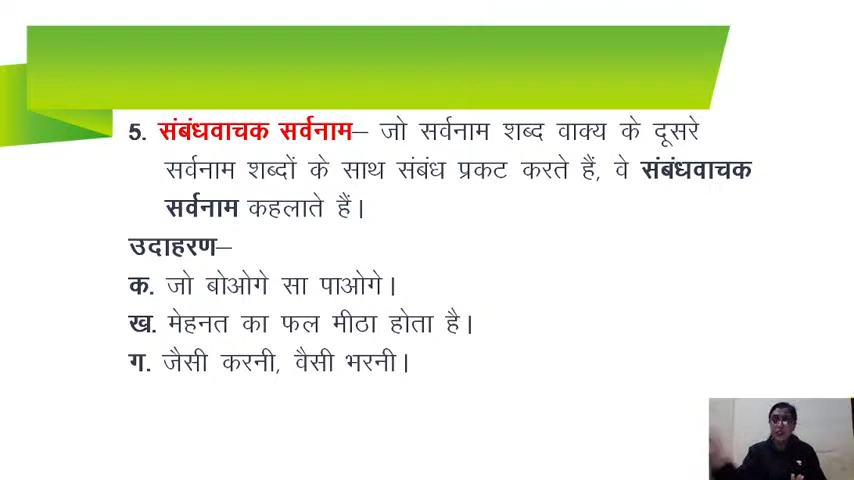 5. संबंधवाचक सर्वनाम– जो सर्वनाम शब्द वाक्य के दूसरे
सर्वनाम शब्दों के साथ संबंध प्रकट करते हैं, वे संबंधवाचक
सर्वनाम कहलाते हैं।
उदाहरण–
क. जो बोओगे सा पाओगे।
ख. मेहनत का फल मीठा होता है।
ग. जैसी करनी, वैसी भरनी।